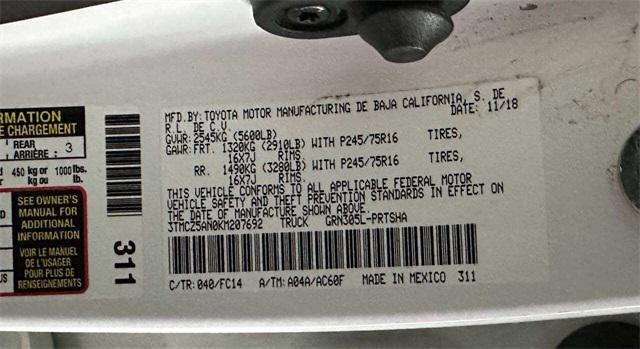 MFD.BY:TOYOTA MOTOR MANUFACTURING DE BAJA CALIFORNIA, S. DE
R.L. DE C.V. DATE: 11/18
GVWR:2545KG (5600LB)
GAWR:FRT. 1320KG (2910LB) WITH P245/75R16 TIRES,
16X7J RIMS.
RR. 1490KG (3280LB) WITH P245/75R16 TIRES,
16X7J RIMS.
THIS VEHICLE CONFORMS TO ALL APPLICABLE FEDERAL MOTOR
VEHICLE SAFETY AND THEFT PREVENTION STANDARDS IN EFFECT ON
THE DATE OF MANUFACTURE SHOWN ABOVE.
3TMCZ5AN0KM207692 TRUCK GRN305L-PRTSHA
C/TR:040/FC14 A/TM:A04A/AC60F MADE IN MEXICO 311
RMATION
E CHARGEMENT
REAR
ARRIÈRE : 3
450 kg or 1000 lbs.
kg ou lb.
SEE OWNER'S
MANUAL FOR
ADDITIONAL
INFORMATION
VOIR LE MANUEL
DE L'USAGER
POUR PLUS DE
RENSEIGNEMENTS
311